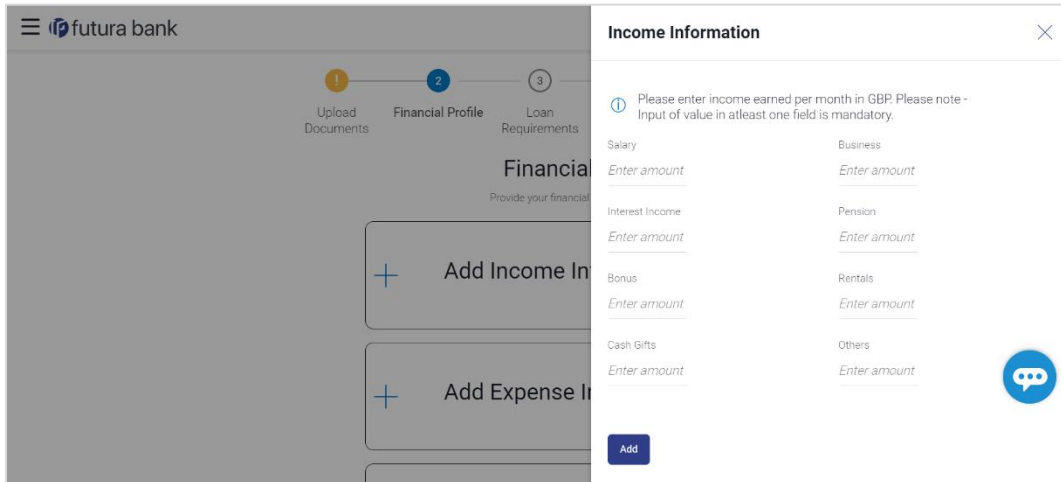 futura bank
!
2
3
Upload
Documents
Financial Profile
Loan
Requirements
Financial
Provide your financial
Add Income In
Add Expense I
Income Information
Please enter income earned per month in GBP. Please note -
Input of value in atleast one field is mandatory.
Salary
Business
Enter amount
Enter amount
Interest Income
Pension
Enter amount
Enter amount
Bonus
Rentals
Enter amount
Enter amount
Cash Gifts
Others
Enter amount
Enter amount
Add